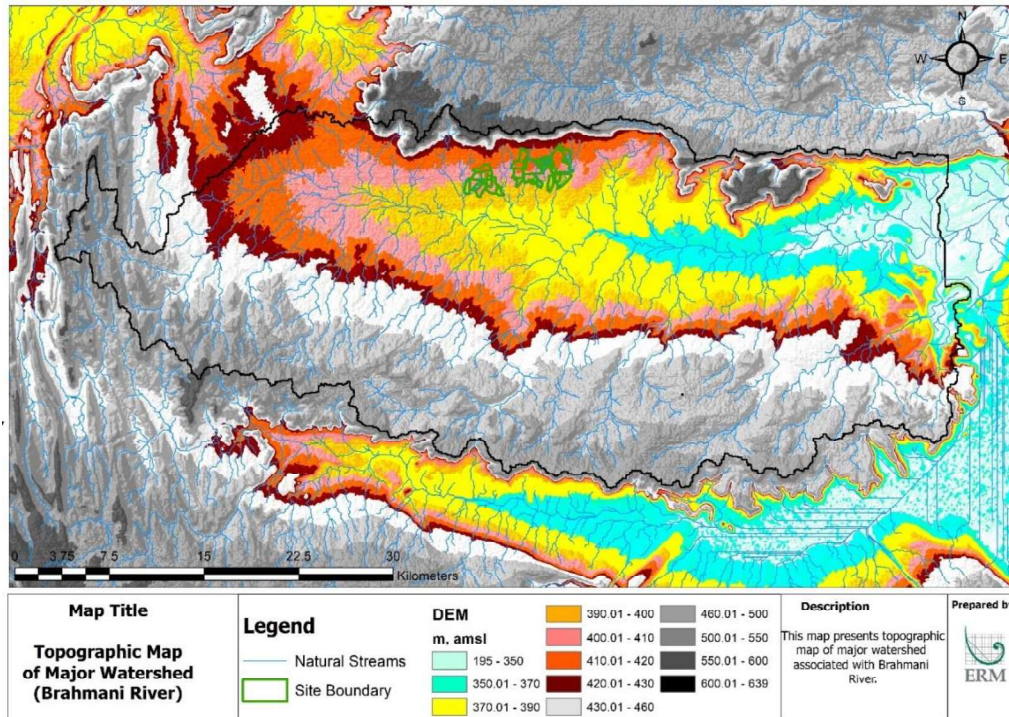 N
W E
S
0 3.75 7.5 15 22.5 30
Kilometers
Map Title
Topographic Map
of Major Watershed
(Brahmani River)
Legend
Natural Streams
Site Boundary
DEM
m. amsl
195 - 350
350.01 - 370
370.01 - 390
390.01 - 400
400.01 - 410
410.01 - 420
420.01 - 430
430.01 - 460
460.01 - 500
500.01 - 550
550.01 - 600
600.01 - 639
Description
This map presents topographic
map of major watershed
associated with Brahmani
River.
Prepared by
ERM